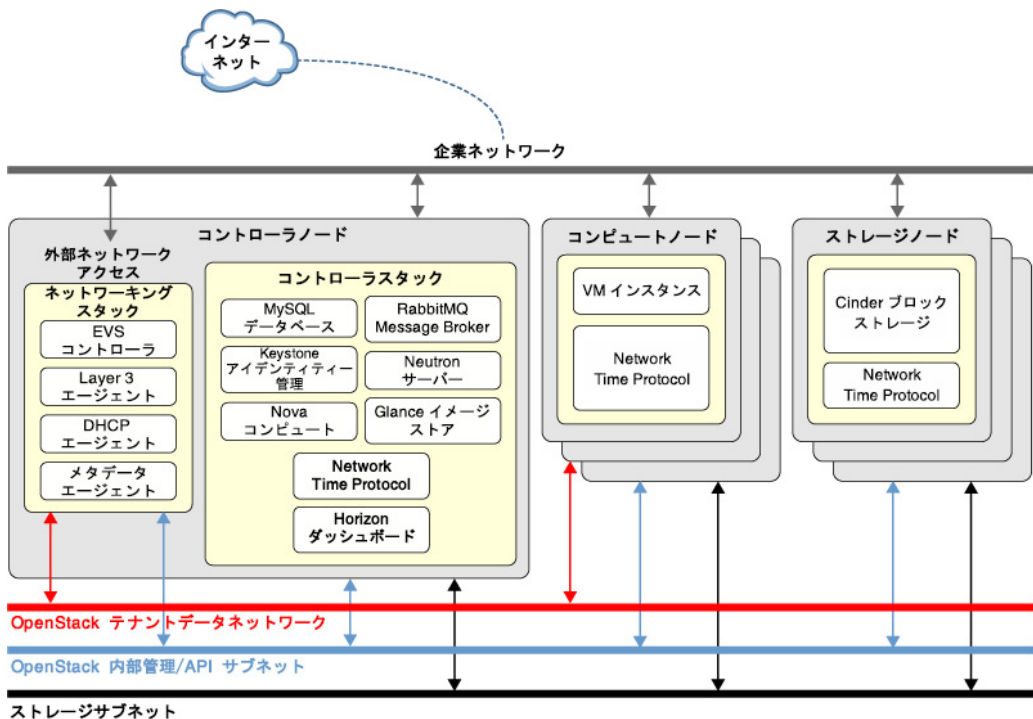 インター
ネット
企業ネットワーク
コントローラノード
外部ネットワーク
アクセス
ネットワーキング
スタック
EVS
コントローラ
Layer 3
エージェント
DHCP
エージェント
メタデータ
エージェント
コントローラスタック
MySQL
データベース
RabbitMQ
Message Broker
Keystone
アイデンティティー
管理
Neutron
サーバー
Nova
コンピュート
Glance イメージ
ストア
Network
Time Protocol
Horizon
ダッシュボード
コンピュートノード
VM インスタンス
Network
Time Protocol
ストレージノード
Cinder ブロック
ストレージ
Network
Time Protocol
OpenStack テナントデータネットワーク
OpenStack 内部管理/API サブネット
ストレージサブネット